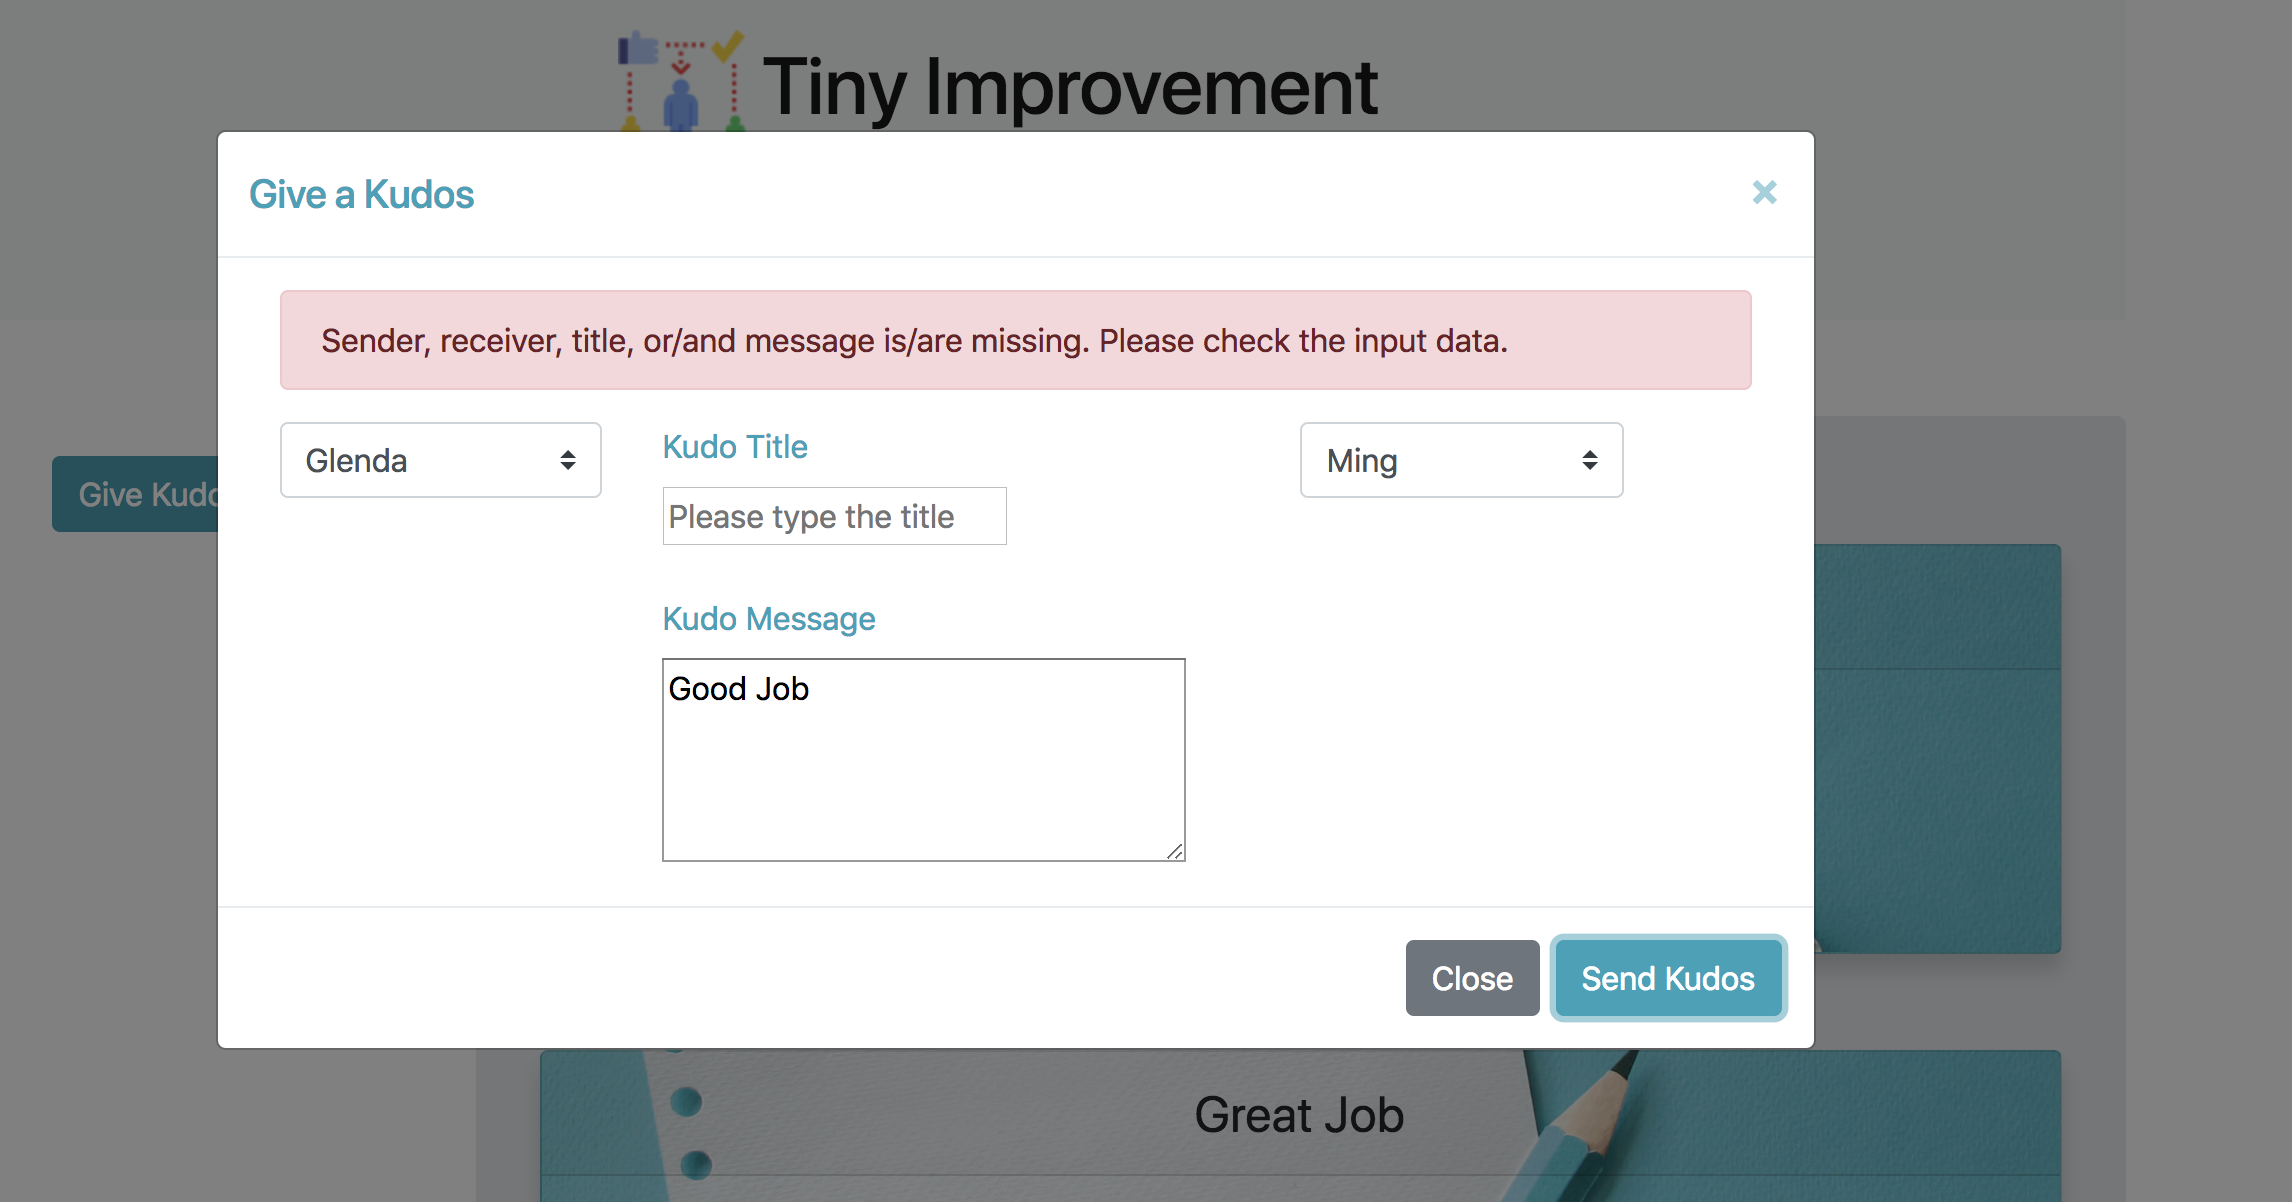 Tiny Improvement
Give a Kudos
×
Sender, receiver, title, or/and message is/are missing. Please check the input data.
Glenda
Kudo Title
Ming
Give Kudo
Please type the title
Kudo Message
Good Job
Close
Send Kudos
Great Job